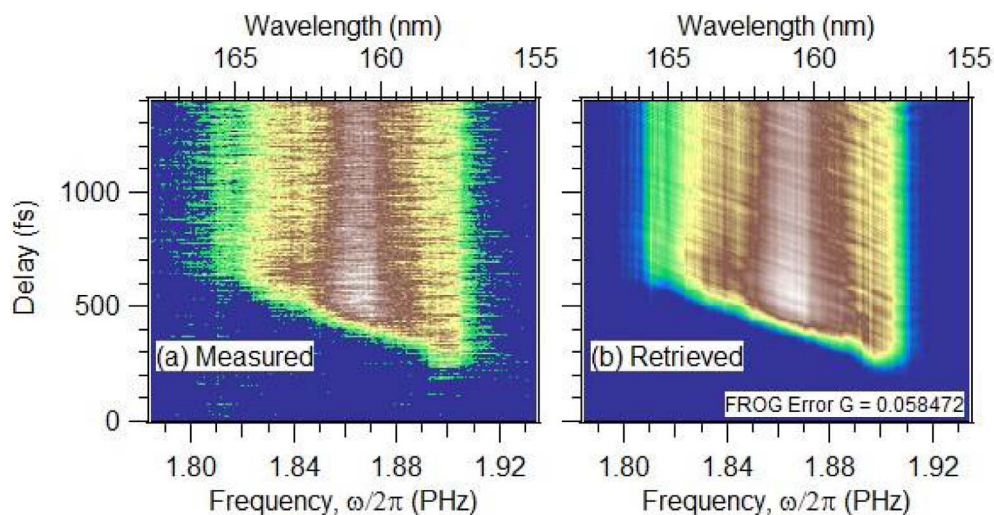 Wavelength (nm)
165 160 155
Wavelength (nm)
165 160 155
Delay (fs)
1000
500
0
(a) Measured
(b) Retrieved
FROG Error G = 0.058472
1.80 1.84 1.88 1.92
Frequency, ω/2π (PHz)
1.80 1.84 1.88 1.92
Frequency, ω/2π (PHz)